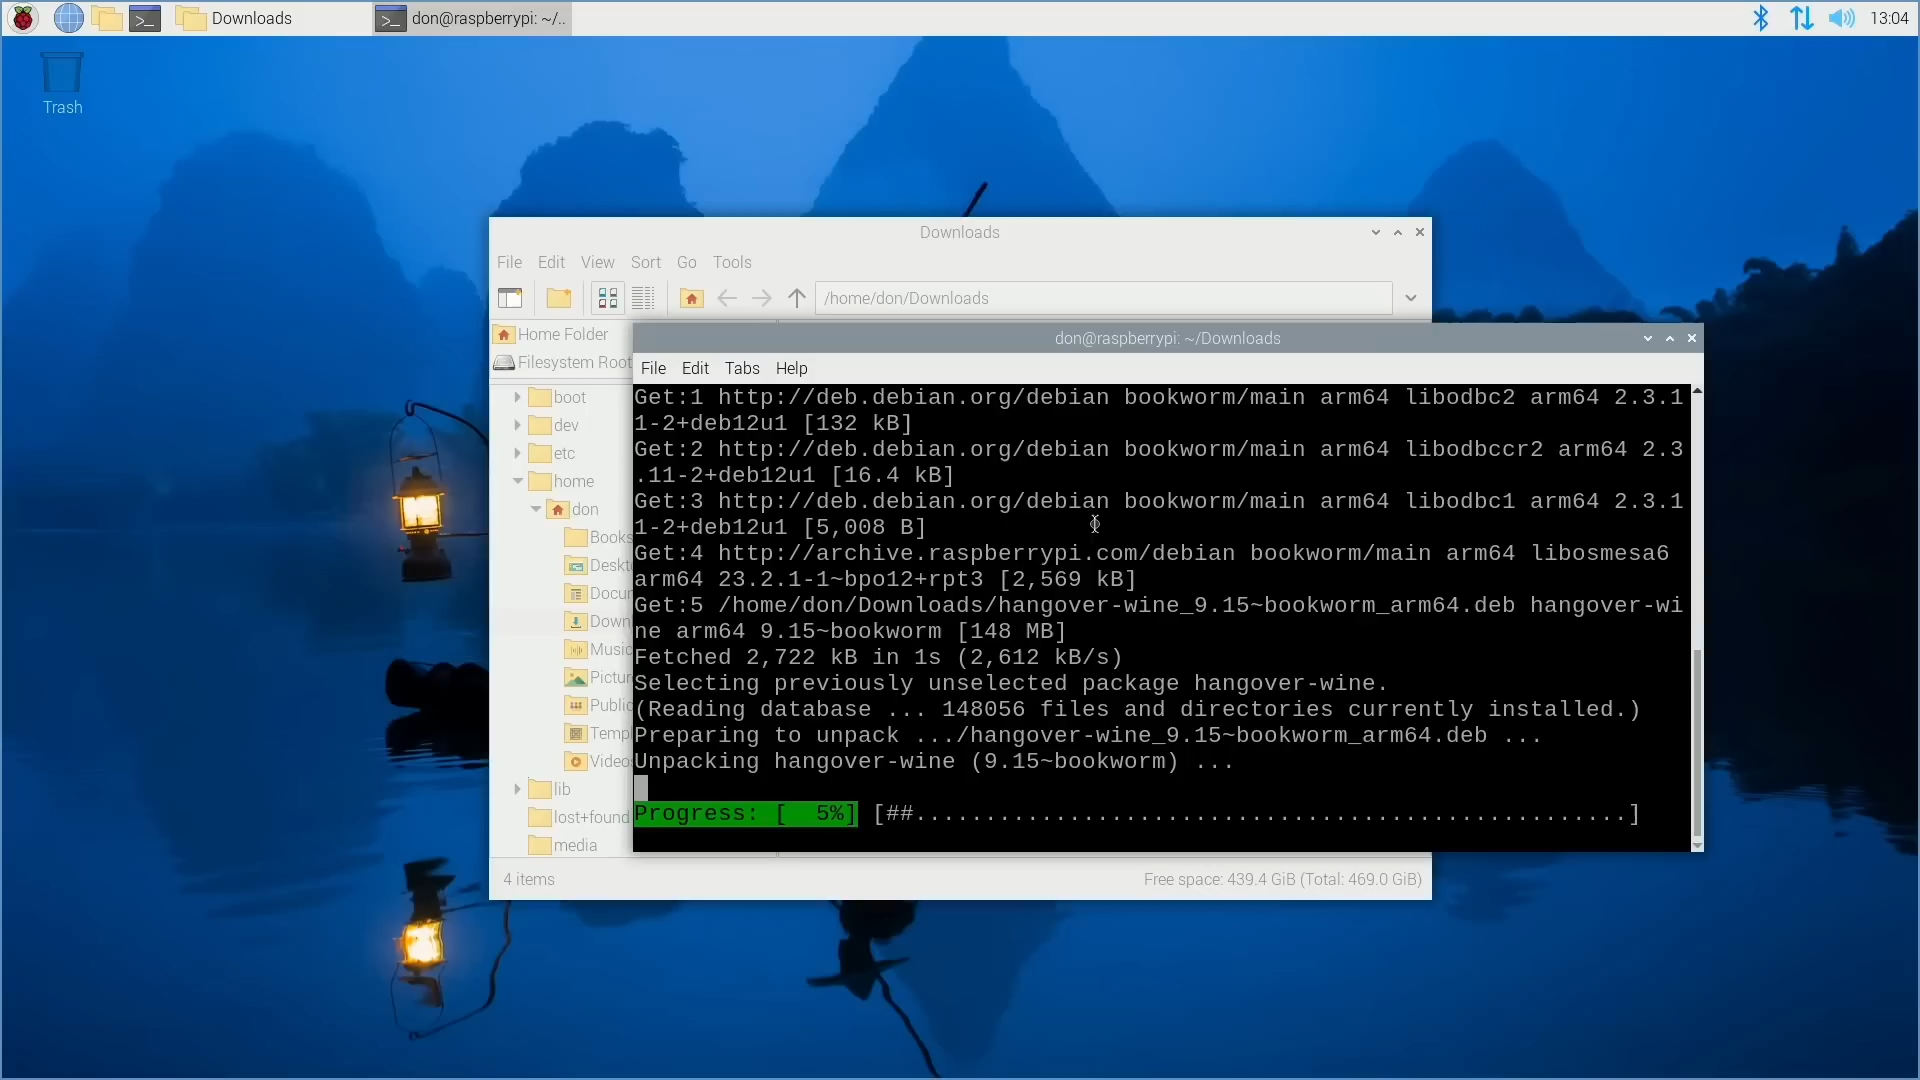 Downloads
don@raspberrypi: ~/..
13:04
Trash
Downloads
File Edit View Sort Go Tools
/home/don/Downloads
Home Folder
Filesystem Root
boot
dev
etc
home
don
Books
Deskt
Docu
Down
Music
Pictu
Public
Temp
Video
lib
lost+found
media
4 items
Free space: 439.4 GiB (Total: 469.0 GiB)
don@raspberrypi: ~/Downloads
File Edit Tabs Help
Get:1 http://deb.debian.org/debian bookworm/main arm64 libodbc2 arm64 2.3.1
1-2+deb12u1 [132 kB]
Get:2 http://deb.debian.org/debian bookworm/main arm64 libodbccr2 arm64 2.3
.11-2+deb12u1 [16.4 kB]
Get:3 http://deb.debian.org/debian bookworm/main arm64 libodbc1 arm64 2.3.1
1-2+deb12u1 [5,008 B]
Get:4 http://archive.raspberrypi.com/debian bookworm/main arm64 libosmesa6
arm64 23.2.1-1~bpo12+rpt3 [2,569 kB]
Get:5 /home/don/Downloads/hangover-wine_9.15~bookworm_arm64.deb hangover-wi
ne arm64 9.15~bookworm [148 MB]
Fetched 2,722 kB in 1s (2,612 kB/s)
Selecting previously unselected package hangover-wine.
(Reading database ... 148056 files and directories currently installed.)
Preparing to unpack .../hangover-wine_9.15~bookworm_arm64.deb ...
Unpacking hangover-wine (9.15~bookworm) ...
Progress: [  5%] [##...................................................]